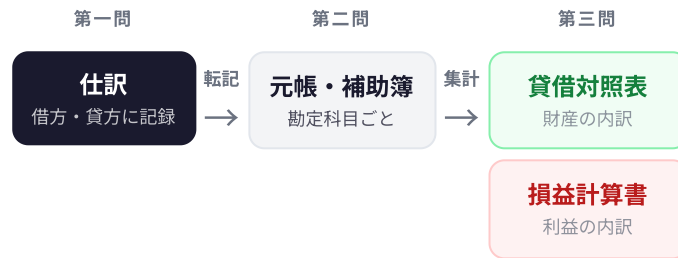 第一問
第二問
第三問
仕訳
借方・貸方に記録
転記
元帳・補助簿
勘定科目ごと
集計
貸借対照表
財産の内訳
損益計算書
利益の内訳